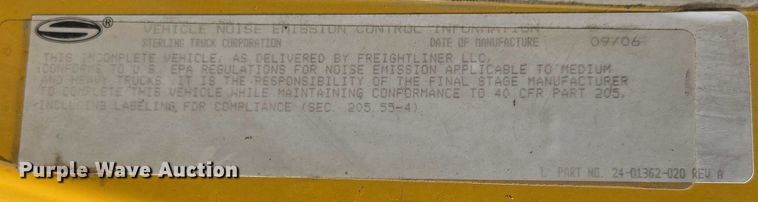 ®
VEHICLE NOISE EMISSION CONTROL INFORMATION
STERLING TRUCK CORPORATION DATE OF MANUFACTURE 09/06
THIS INCOMPLETE VEHICLE, AS DELIVERED BY FREIGHTLINER LLC,
CONFORMS TO U.S. EPA REGULATIONS FOR NOISE EMISSION APPLICABLE TO MEDIUM
AND HEAVY TRUCKS. IT IS THE RESPONSIBILITY OF THE FINAL STAGE MANUFACTURER
TO COMPLETE THIS VEHICLE WHILE MAINTAINING CONFORMANCE TO 40 CFR PART 205,
INCLUDING LABELING FOR COMPLIANCE (SEC. 205.55-4).
PART NO. 24-01362-020 REV A
Purple Wave Auction